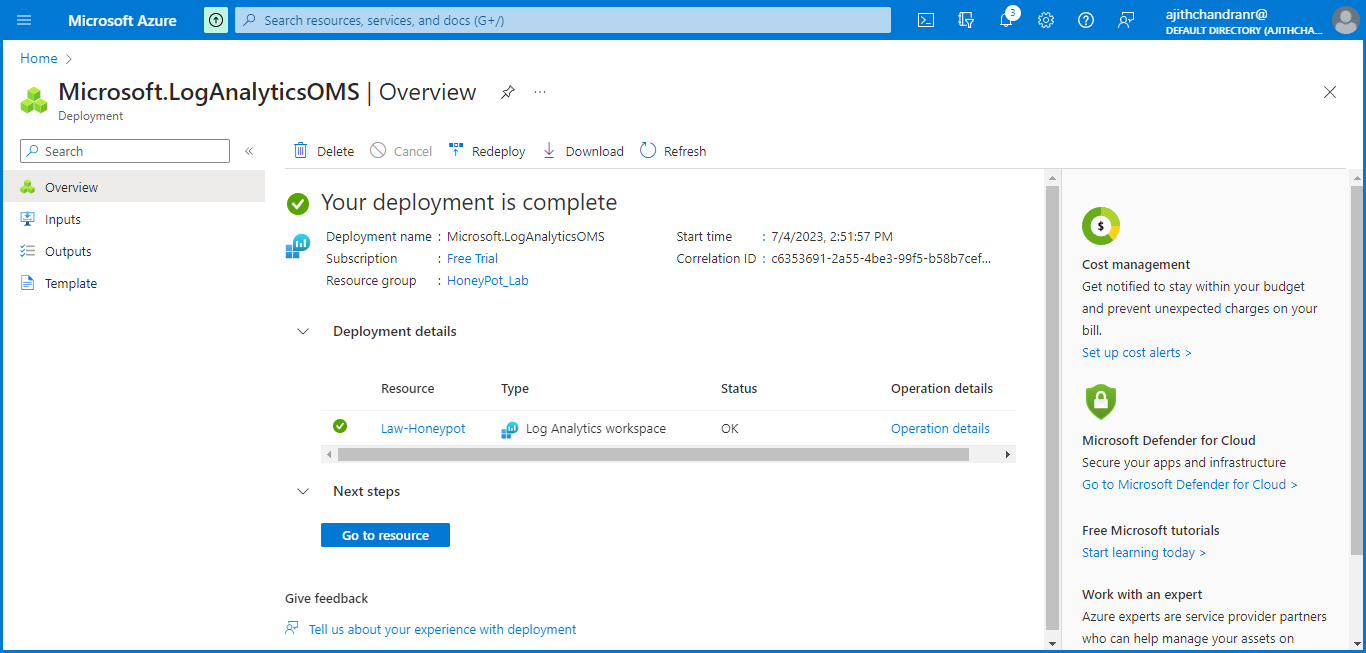 Microsoft Azure
Search resources, services, and docs (G+/)
3
ajithchandranr@
DEFAULT DIRECTORY (AJITHCHA...
Home
Microsoft.LogAnalyticsOMS | Overview
...
Deployment
Search
«
Delete
Cancel
Redeploy
Download
Refresh
Overview
Inputs
Outputs
Template
Your deployment is complete
Deployment name : Microsoft.LogAnalyticsOMS
Subscription : Free Trial
Resource group : HoneyPot_Lab
Start time : 7/4/2023, 2:51:57 PM
Correlation ID : c6353691-2a55-4be3-99f5-b58b7cef...
Deployment details
Resource Type Status Operation details
Law-Honeypot Log Analytics workspace OK Operation details
Next steps
Go to resource
Give feedback
Tell us about your experience with deployment
$
Cost management
Get notified to stay within your budget
and prevent unexpected charges on your
bill.
Set up cost alerts >
Microsoft Defender for Cloud
Secure your apps and infrastructure
Go to Microsoft Defender for Cloud >
Free Microsoft tutorials
Start learning today >
Work with an expert
Azure experts are service provider partners
who can help manage your assets on